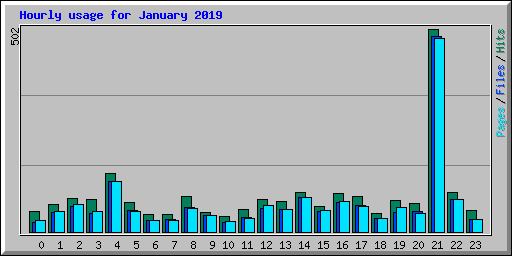 Hourly usage for January 2019
502
Pages/Files/Hits
0 1 2 3 4 5 6 7 8 9 10 11 12 13 14 15 16 17 18 19 20 21 22 23